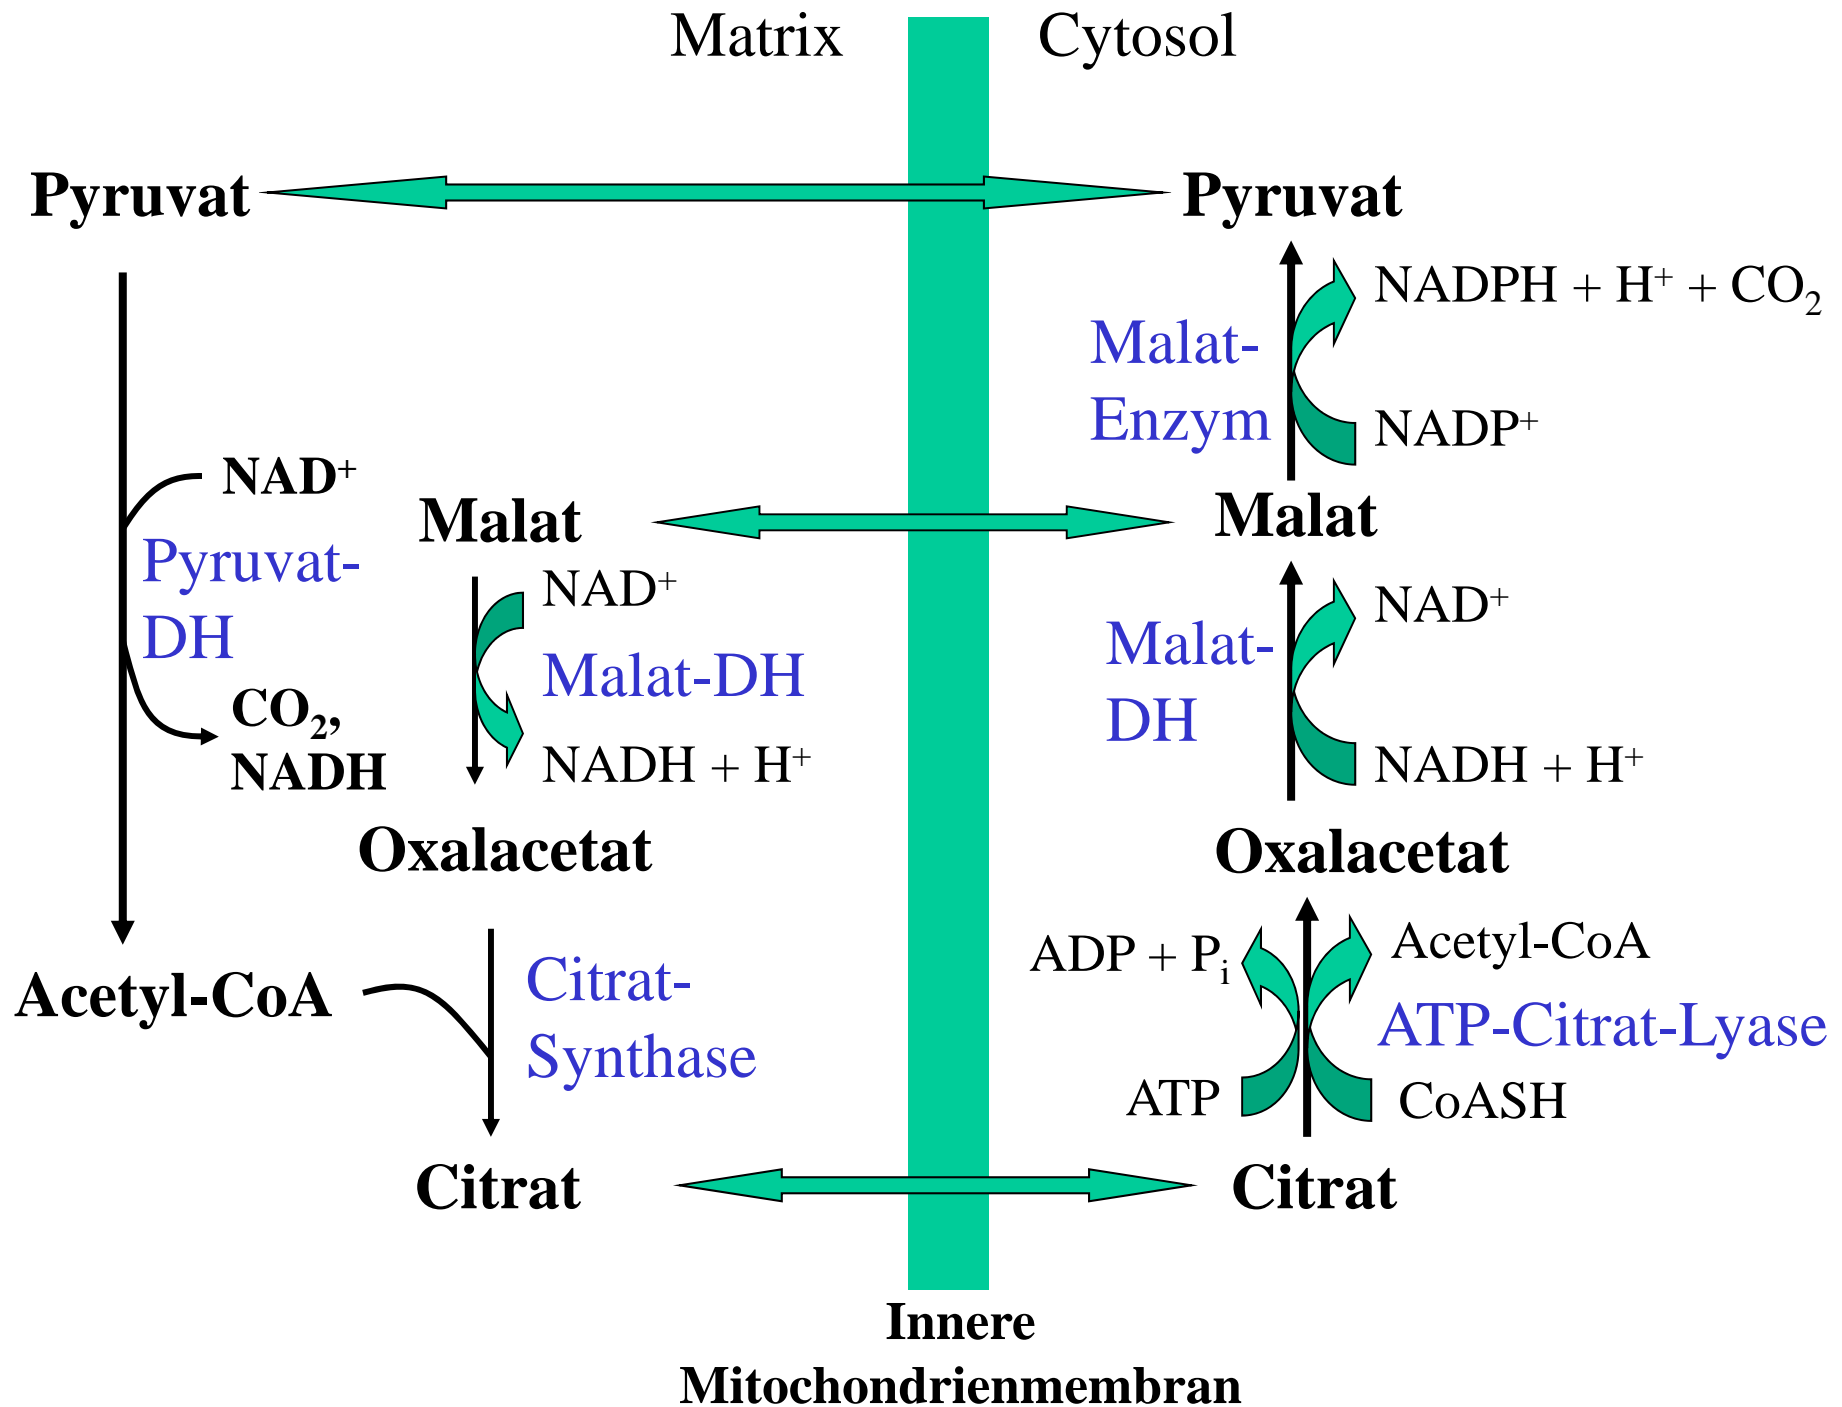 Matrix
Cytosol
Pyruvat
Pyruvat
NADPH + H⁺ + CO₂
Malat-
Enzym
NADP⁺
NAD⁺
Malat
Malat
Pyruvat-
DH
NAD⁺
NAD⁺
Malat-DH
Malat-
DH
CO₂,
NADH
NADH + H⁺
NADH + H⁺
Oxalacetat
Oxalacetat
Acetyl-CoA
Citrat-
Synthase
ADP + Pᵢ
Acetyl-CoA
ATP-Citrat-Lyase
ATP
CoASH
Citrat
Citrat
Innere
Mitochondrienmembran